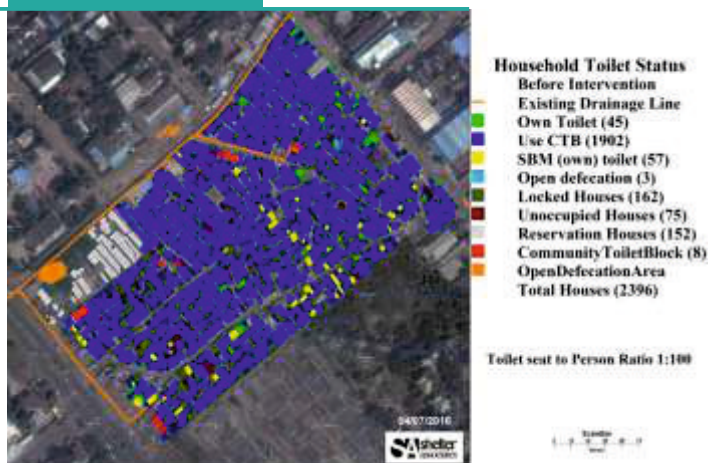 Household Toilet Status
Before Intervention
Existing Drainage Line
Own Toilet (45)
Use CTB (1902)
SBM (own) toilet (57)
Open defecation (3)
Locked Houses (162)
Unoccupied Houses (75)
Reservation Houses (152)
CommunityToiletBlock (8)
OpenDefecationArea
Total Houses (2396)
Toilet seat to Person Ratio 1:100
04/07/2016
SA shelter